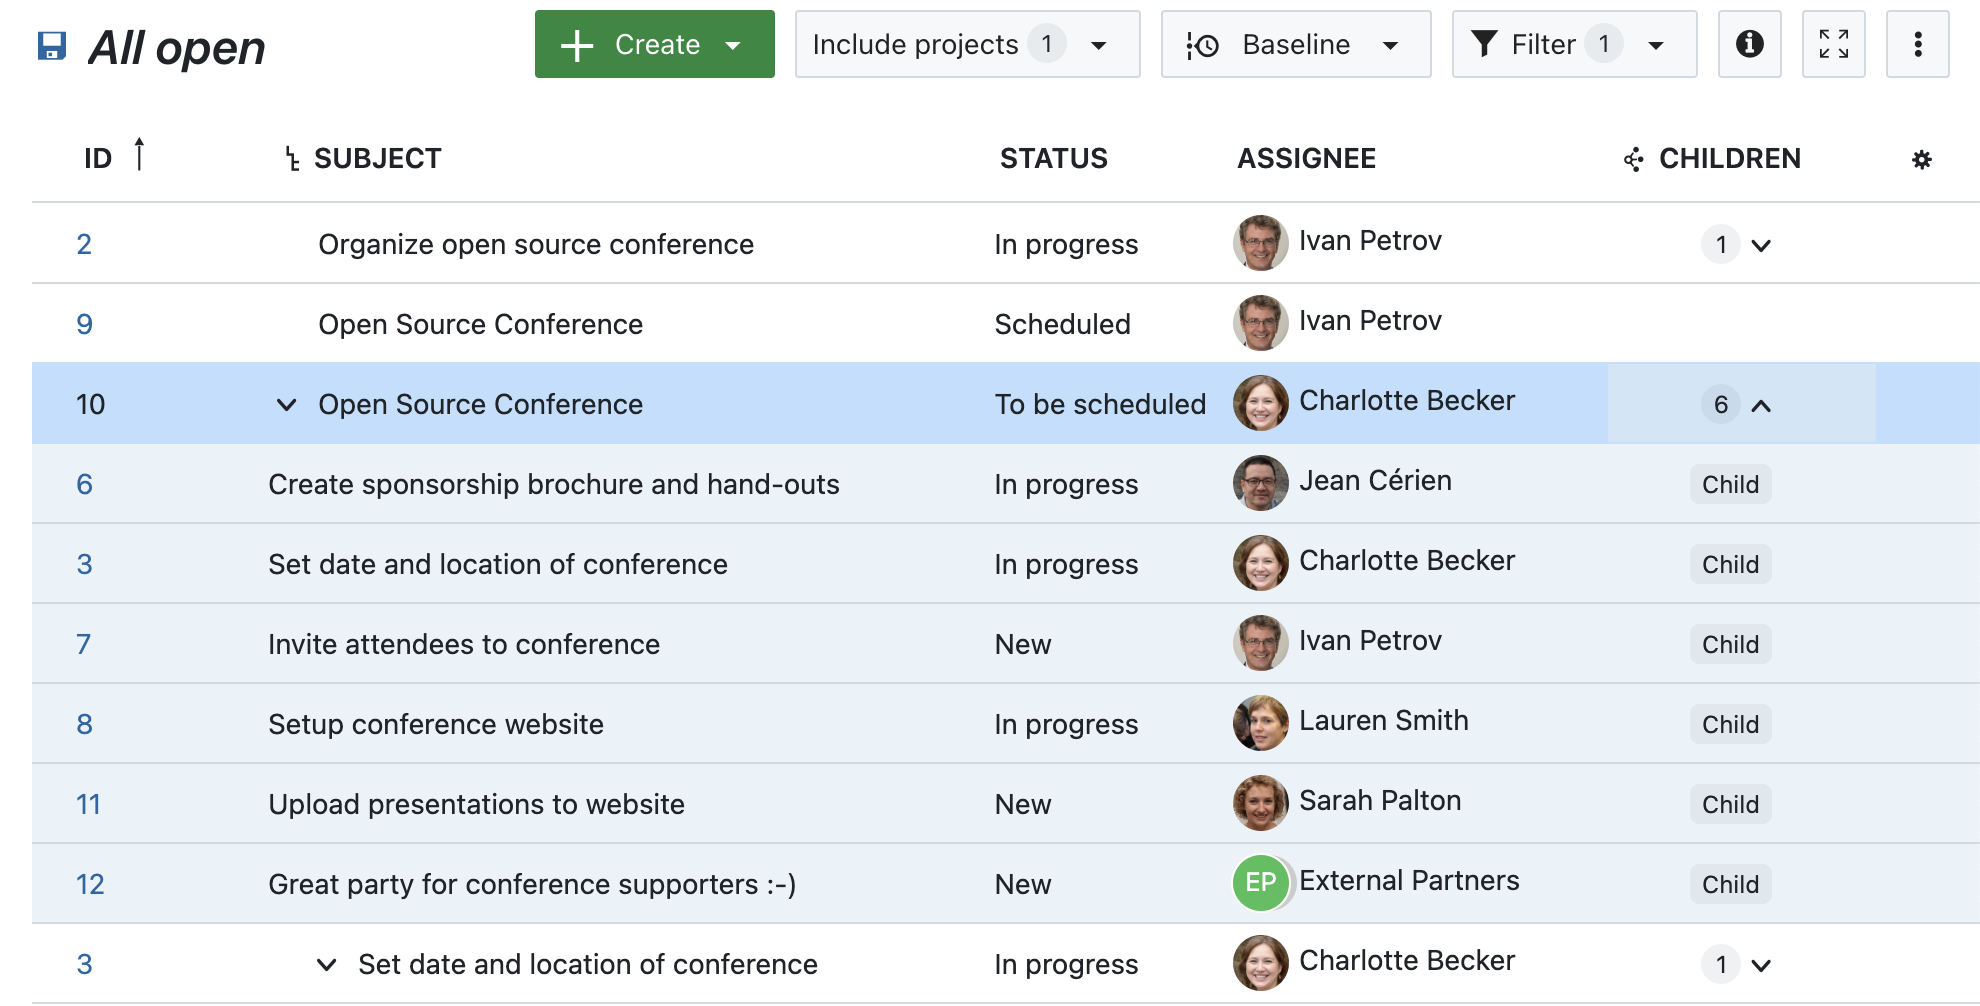 All open
Create
Include projects 1
Baseline
Filter 1
ID SUBJECT STATUS ASSIGNEE CHILDREN
2 Organize open source conference In progress Ivan Petrov 1
9 Open Source Conference Scheduled Ivan Petrov
10 Open Source Conference To be scheduled Charlotte Becker 6
6 Create sponsorship brochure and hand-outs In progress Jean Cérien Child
3 Set date and location of conference In progress Charlotte Becker Child
7 Invite attendees to conference New Ivan Petrov Child
8 Setup conference website In progress Lauren Smith Child
11 Upload presentations to website New Sarah Palton Child
12 Great party for conference supporters :-) New EP External Partners Child
3 Set date and location of conference In progress Charlotte Becker 1